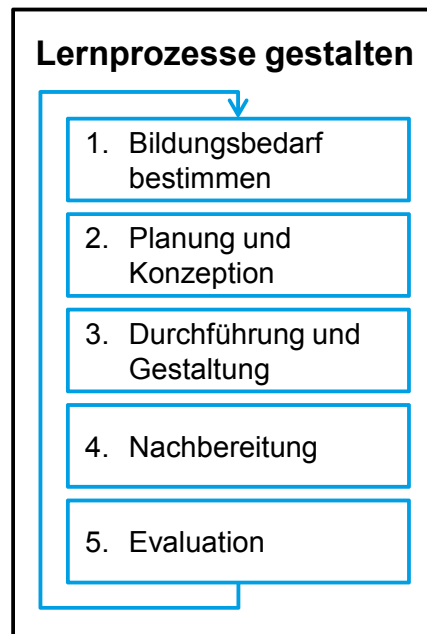 Lernprozesse gestalten
1. Bildungsbedarf
bestimmen
2. Planung und
Konzeption
3. Durchführung und
Gestaltung
4. Nachbereitung
5. Evaluation